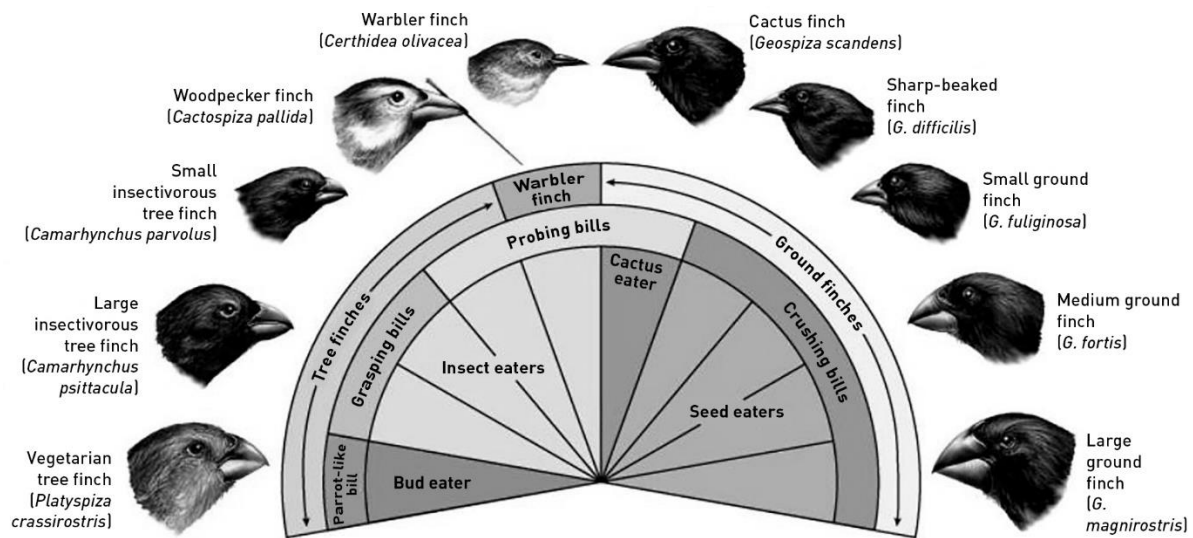 Warbler finch
(Certhidea olivacea)
Cactus finch
(Geospiza scandens)
Woodpecker finch
(Cactospiza pallida)
Sharp-beaked
finch
(G. difficilis)
Small
insectivorous
tree finch
(Camarhynchus parvolus)
Small ground
finch
(G. fuliginosa)
Large
insectivorous
tree finch
(Camarhynchus
psittacula)
Medium ground
finch
(G. fortis)
Vegetarian
tree finch
(Platyspiza
crassirostris)
Large
ground
finch
(G.
magnirostris)
Warbler
finch
Tree finches
Ground finches
Probing bills
Grasping bills
Parrot-like
bill
Crushing bills
Cactus
eater
Insect eaters
Seed eaters
Bud eater